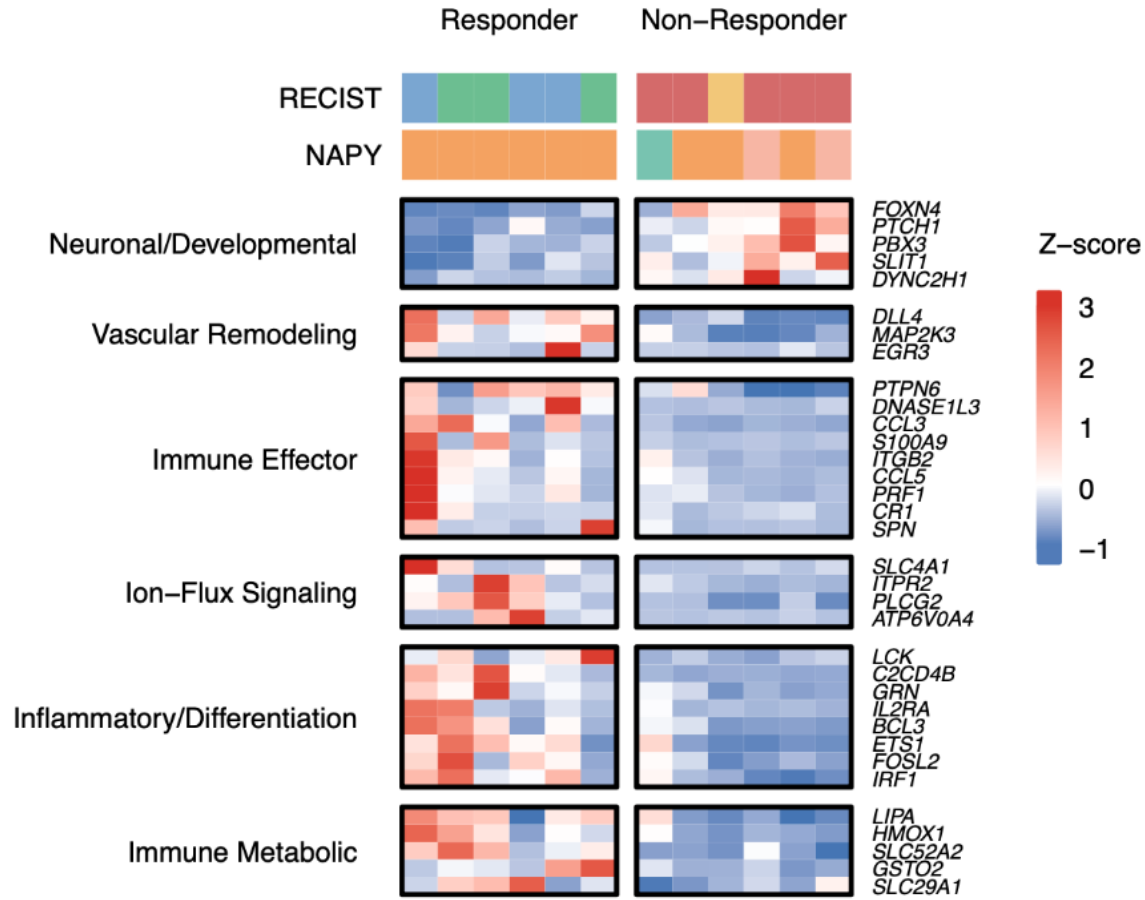 Responder Non−Responder
RECIST
NAPY
Neuronal/Developmental
FOXN4
PTCH1
PBX3
SLIT1
DYNC2H1
Z−score
3
2
1
0
−1
Vascular Remodeling
DLL4
MAP2K3
EGR3
Immune Effector
PTPN6
DNASE1L3
CCL3
S100A9
ITGB2
CCL5
PRF1
CR1
SPN
Ion−Flux Signaling
SLC4A1
ITPR2
PLCG2
ATP6V0A4
Inflammatory/Differentiation
LCK
C2CD4B
GRN
IL2RA
BCL3
ETS1
FOSL2
IRF1
Immune Metabolic
LIPA
HMOX1
SLC52A2
GSTO2
SLC29A1